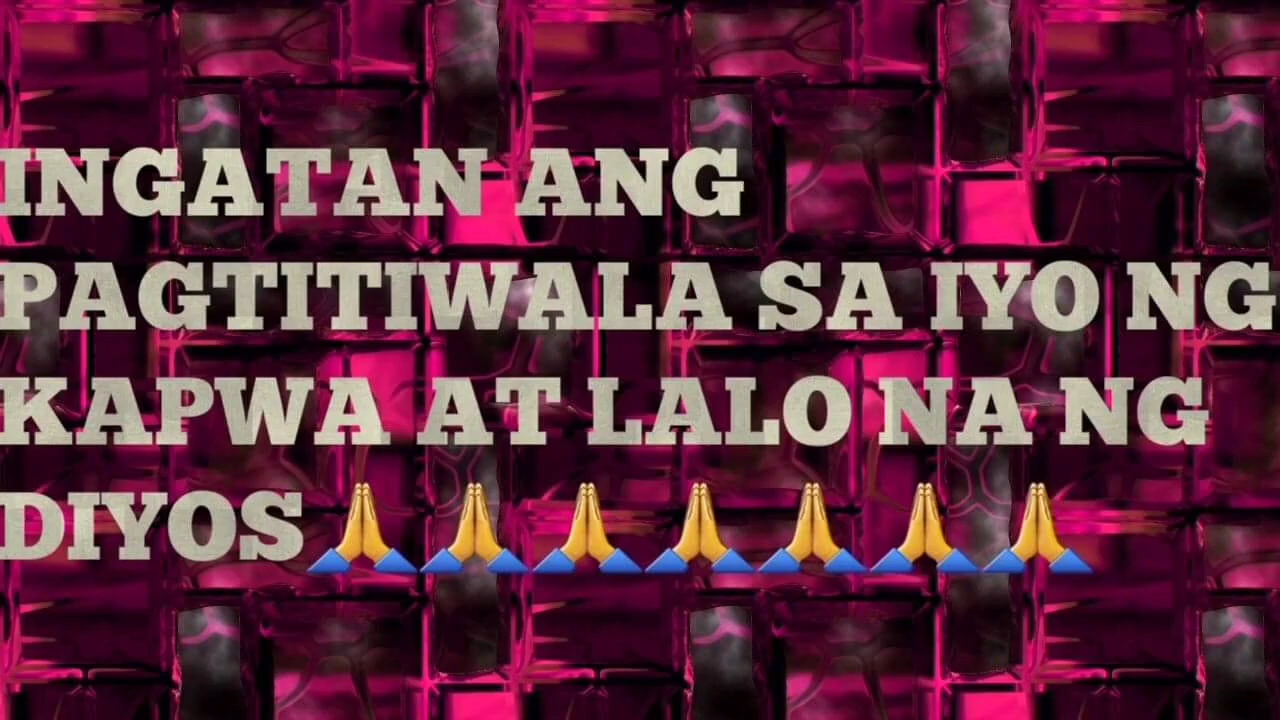 INGATAN ANG
PAGTITIWALA SA IYO NG
KAPWA AT LALO NA NG
DIYOS 🙏🙏🙏🙏🙏🙏🙏